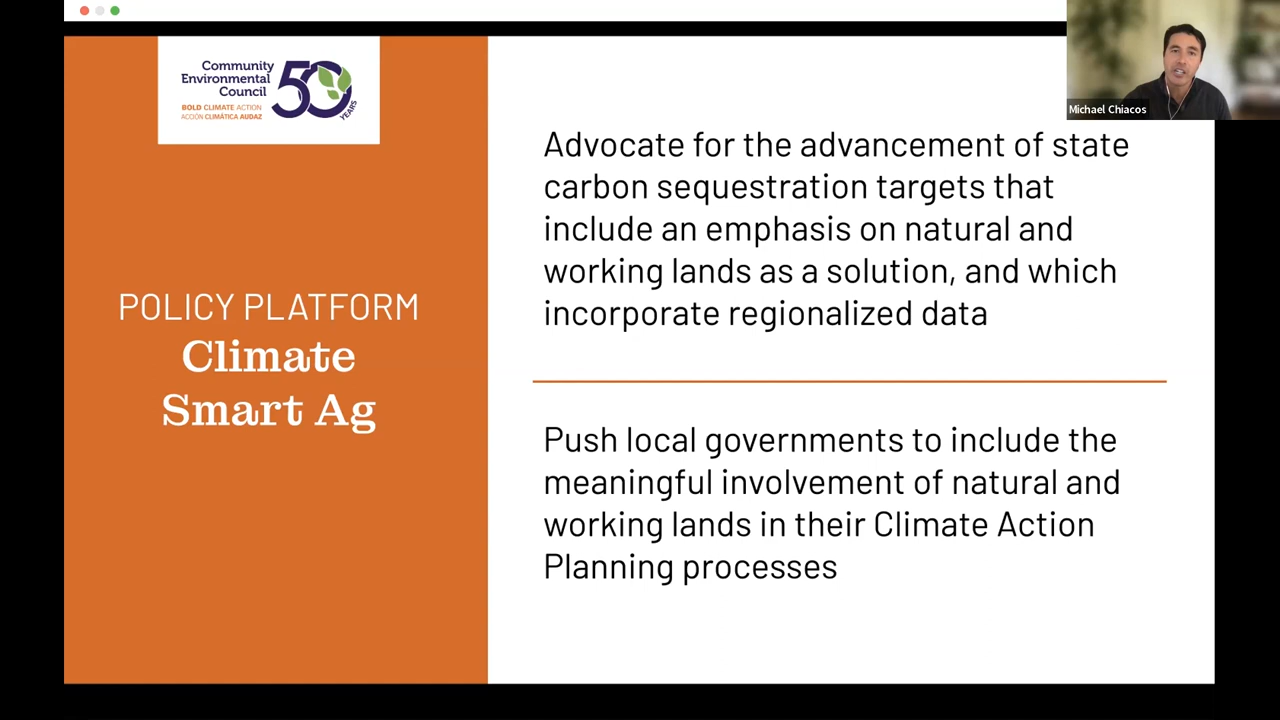 Community
Environmental
Council
50
YEARS
BOLD CLIMATE ACTION
ACCIÓN CLIMÁTICA AUDAZ
Michael Chiacos
POLICY PLATFORM
Climate
Smart Ag
Advocate for the advancement of state
carbon sequestration targets that
include an emphasis on natural and
working lands as a solution, and which
incorporate regionalized data
Push local governments to include the
meaningful involvement of natural and
working lands in their Climate Action
Planning processes